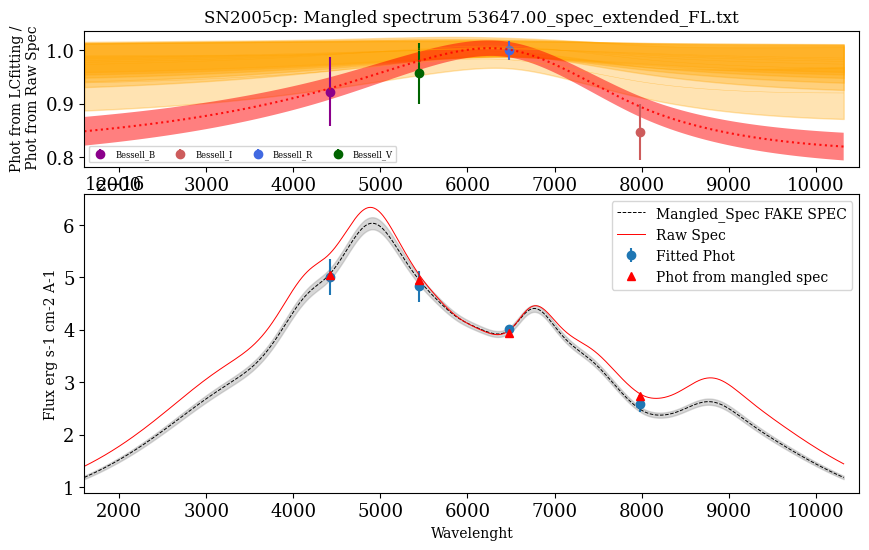 SN2005cp: Mangled spectrum 53647.00_spec_extended_FL.txt
Phot from LCfitting /
Phot from Raw Spec
1.0
0.9
0.8
Bessell_B
Bessell_I
Bessell_R
Bessell_V
2000 3000 4000 5000 6000 7000 8000 9000 10000
1e−16
Flux erg s-1 cm-2 A-1
6
5
4
3
2
1
Mangled_Spec FAKE SPEC
Raw Spec
Fitted Phot
Phot from mangled spec
2000 3000 4000 5000 6000 7000 8000 9000 10000
Wavelenght